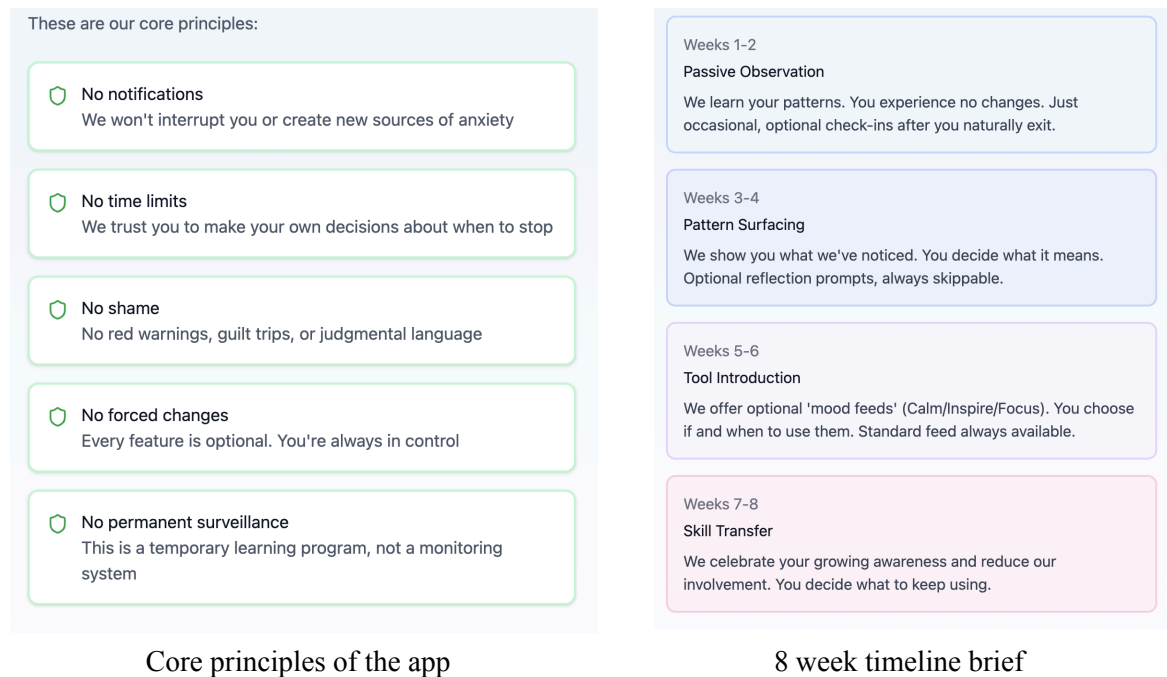 These are our core principles:
No notifications
We won't interrupt you or create new sources of anxiety
No time limits
We trust you to make your own decisions about when to stop
No shame
No red warnings, guilt trips, or judgmental language
No forced changes
Every feature is optional. You're always in control
No permanent surveillance
This is a temporary learning program, not a monitoring
system
Core principles of the app
Weeks 1-2
Passive Observation
We learn your patterns. You experience no changes. Just
occasional, optional check-ins after you naturally exit.
Weeks 3-4
Pattern Surfacing
We show you what we've noticed. You decide what it means.
Optional reflection prompts, always skippable.
Weeks 5-6
Tool Introduction
We offer optional 'mood feeds' (Calm/Inspire/Focus). You choose
if and when to use them. Standard feed always available.
Weeks 7-8
Skill Transfer
We celebrate your growing awareness and reduce our
involvement. You decide what to keep using.
8 week timeline brief